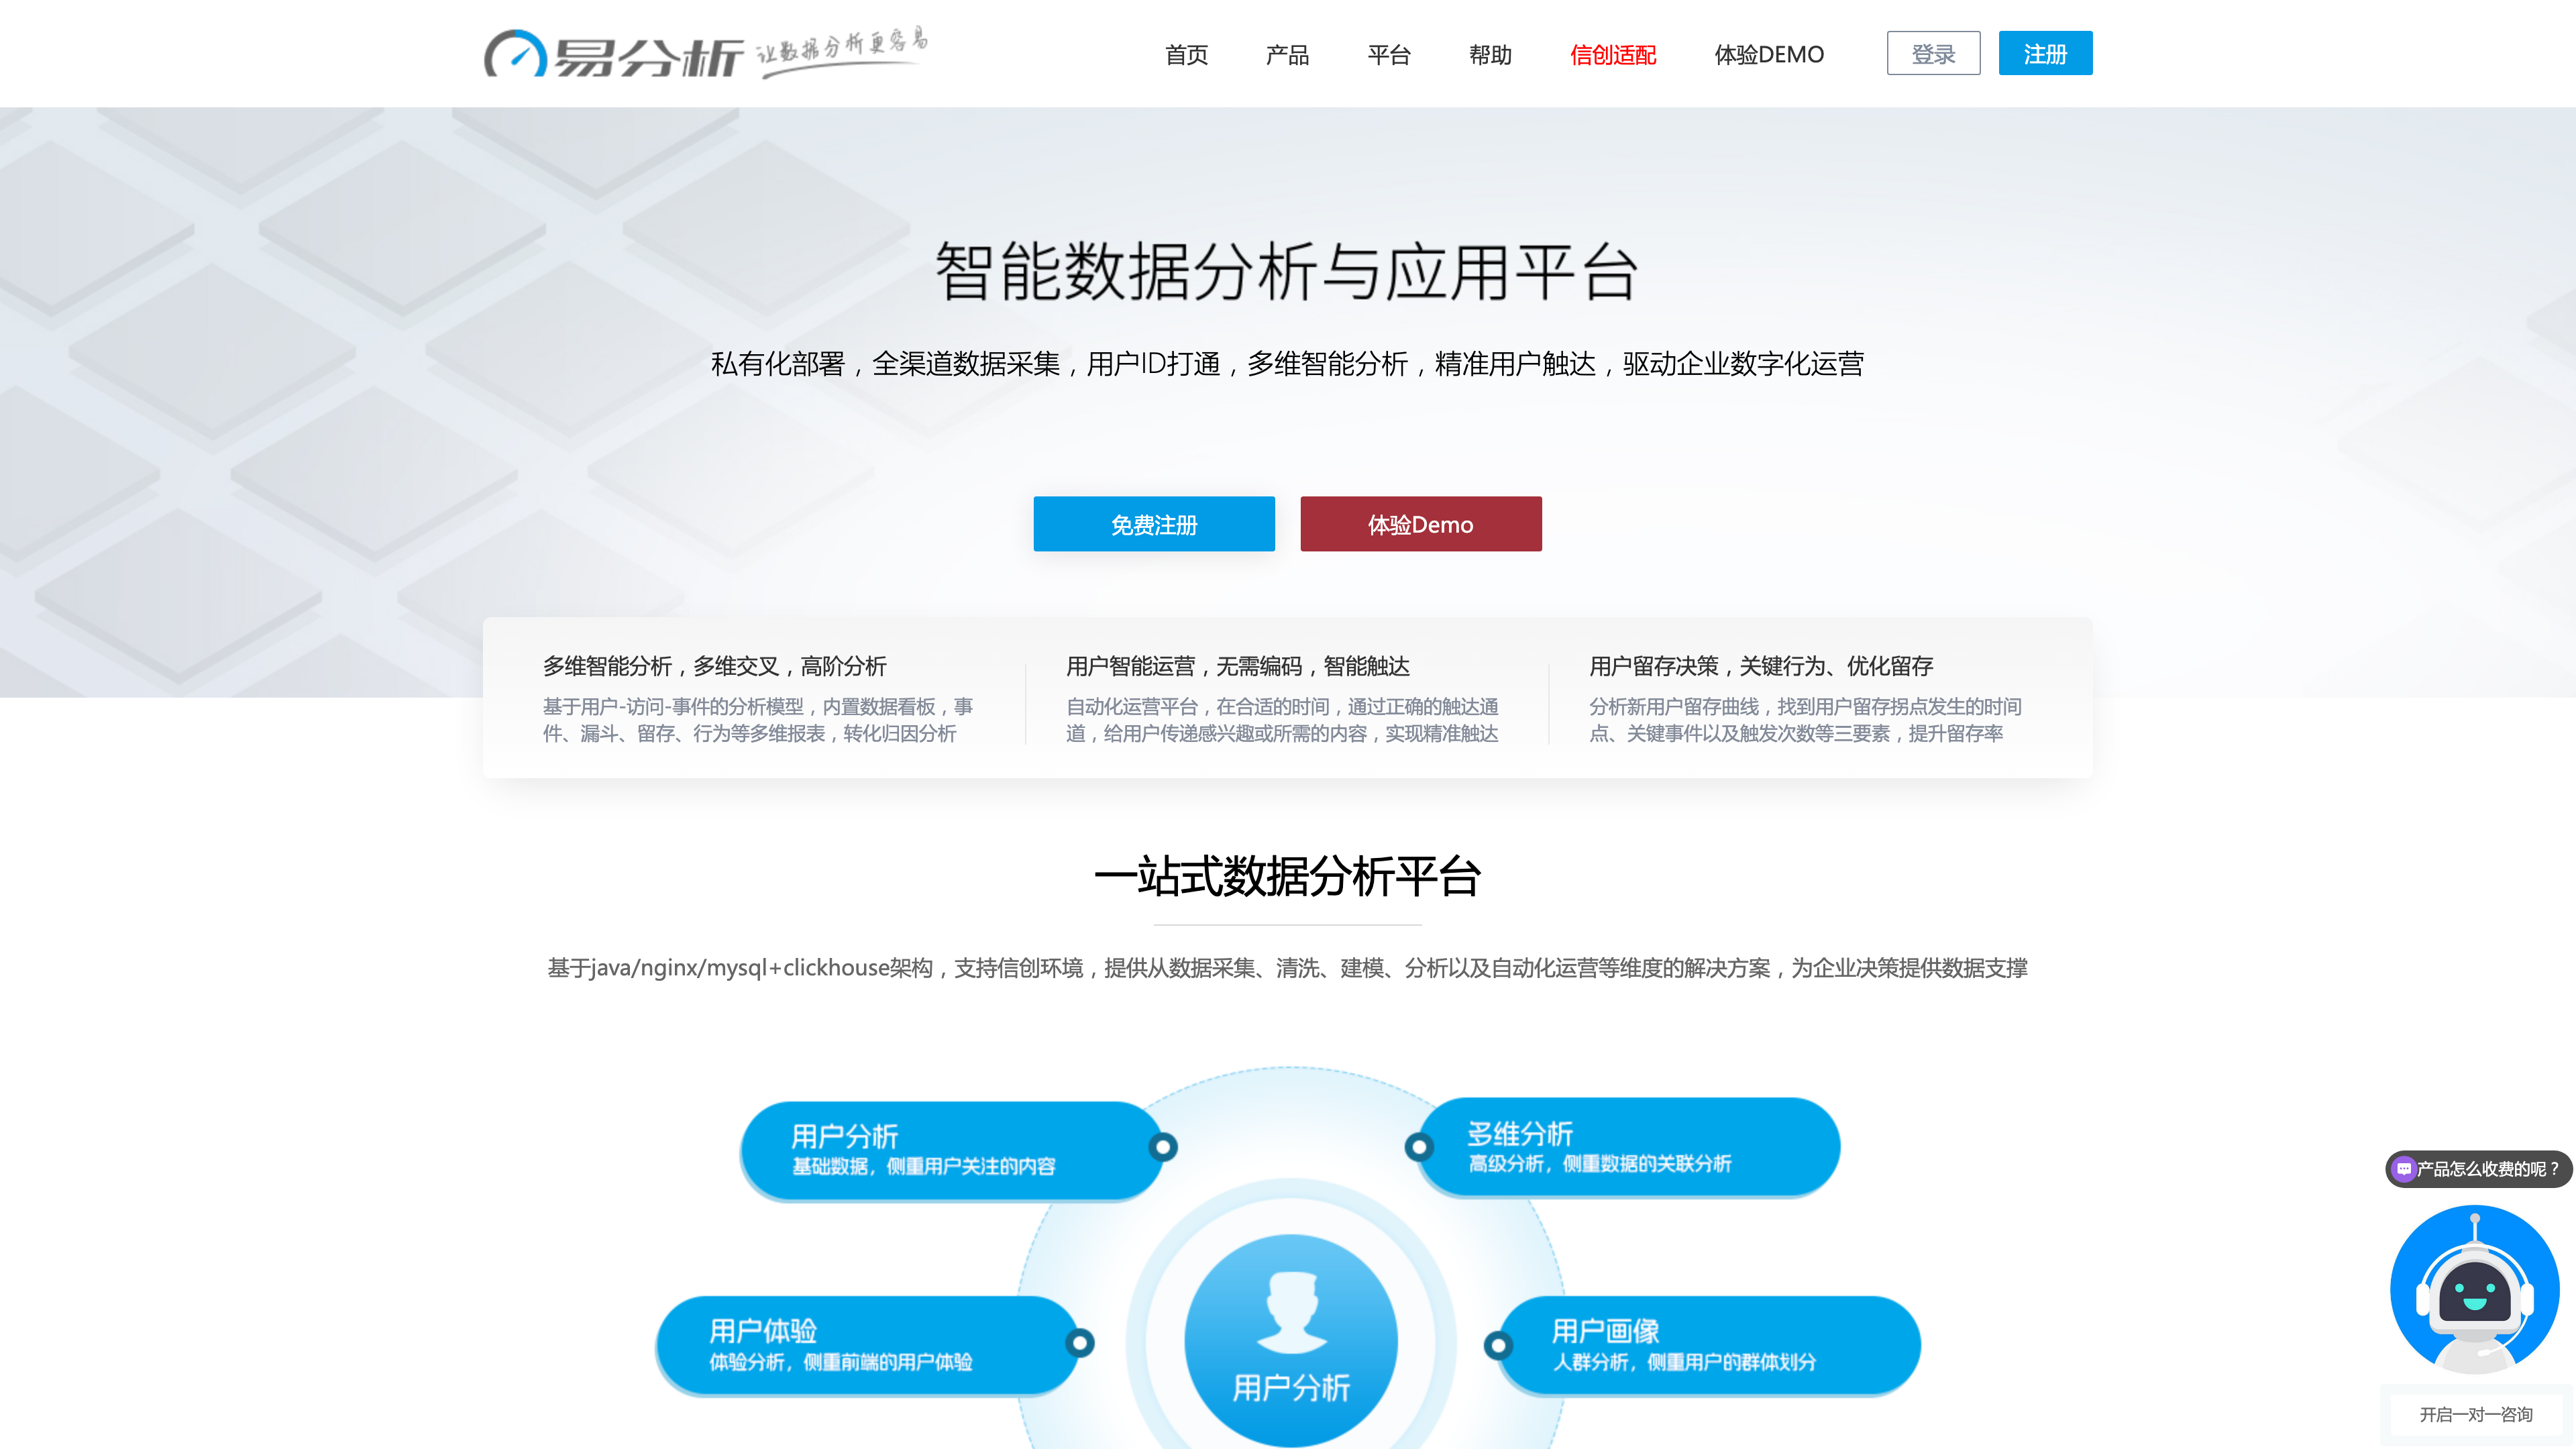 易分析 让数据分析更容易
首页 产品 平台 帮助 信创适配 体验DEMO 登录 注册
智能数据分析与应用平台
私有化部署，全渠道数据采集，用户ID打通，多维智能分析，精准用户触达，驱动企业数字化运营
免费注册 体验Demo
多维智能分析，多维交叉，高阶分析
基于用户-访问-事件的分析模型，内置数据看板，事
件、漏斗、留存、行为等多维报表，转化归因分析
用户智能运营，无需编码，智能触达
自动化运营平台，在合适的时间，通过正确的触达通
道，给用户传递感兴趣或所需的内容，实现精准触达
用户留存决策，关键行为、优化留存
分析新用户留存曲线，找到用户留存拐点发生的时间
点、关键事件以及触发次数等三要素，提升留存率
一站式数据分析平台
基于java/nginx/mysql+clickhouse架构，支持信创环境，提供从数据采集、清洗、建模、分析以及自动化运营等维度的解决方案，为企业决策提供数据支撑
用户分析
基础数据，侧重用户关注的内容
多维分析
高级分析，侧重数据的关联分析
用户体验
体验分析，侧重前端的用户体验
用户画像
人群分析，侧重用户的群体划分
用户分析
产品怎么收费的呢？
开启一对一咨询